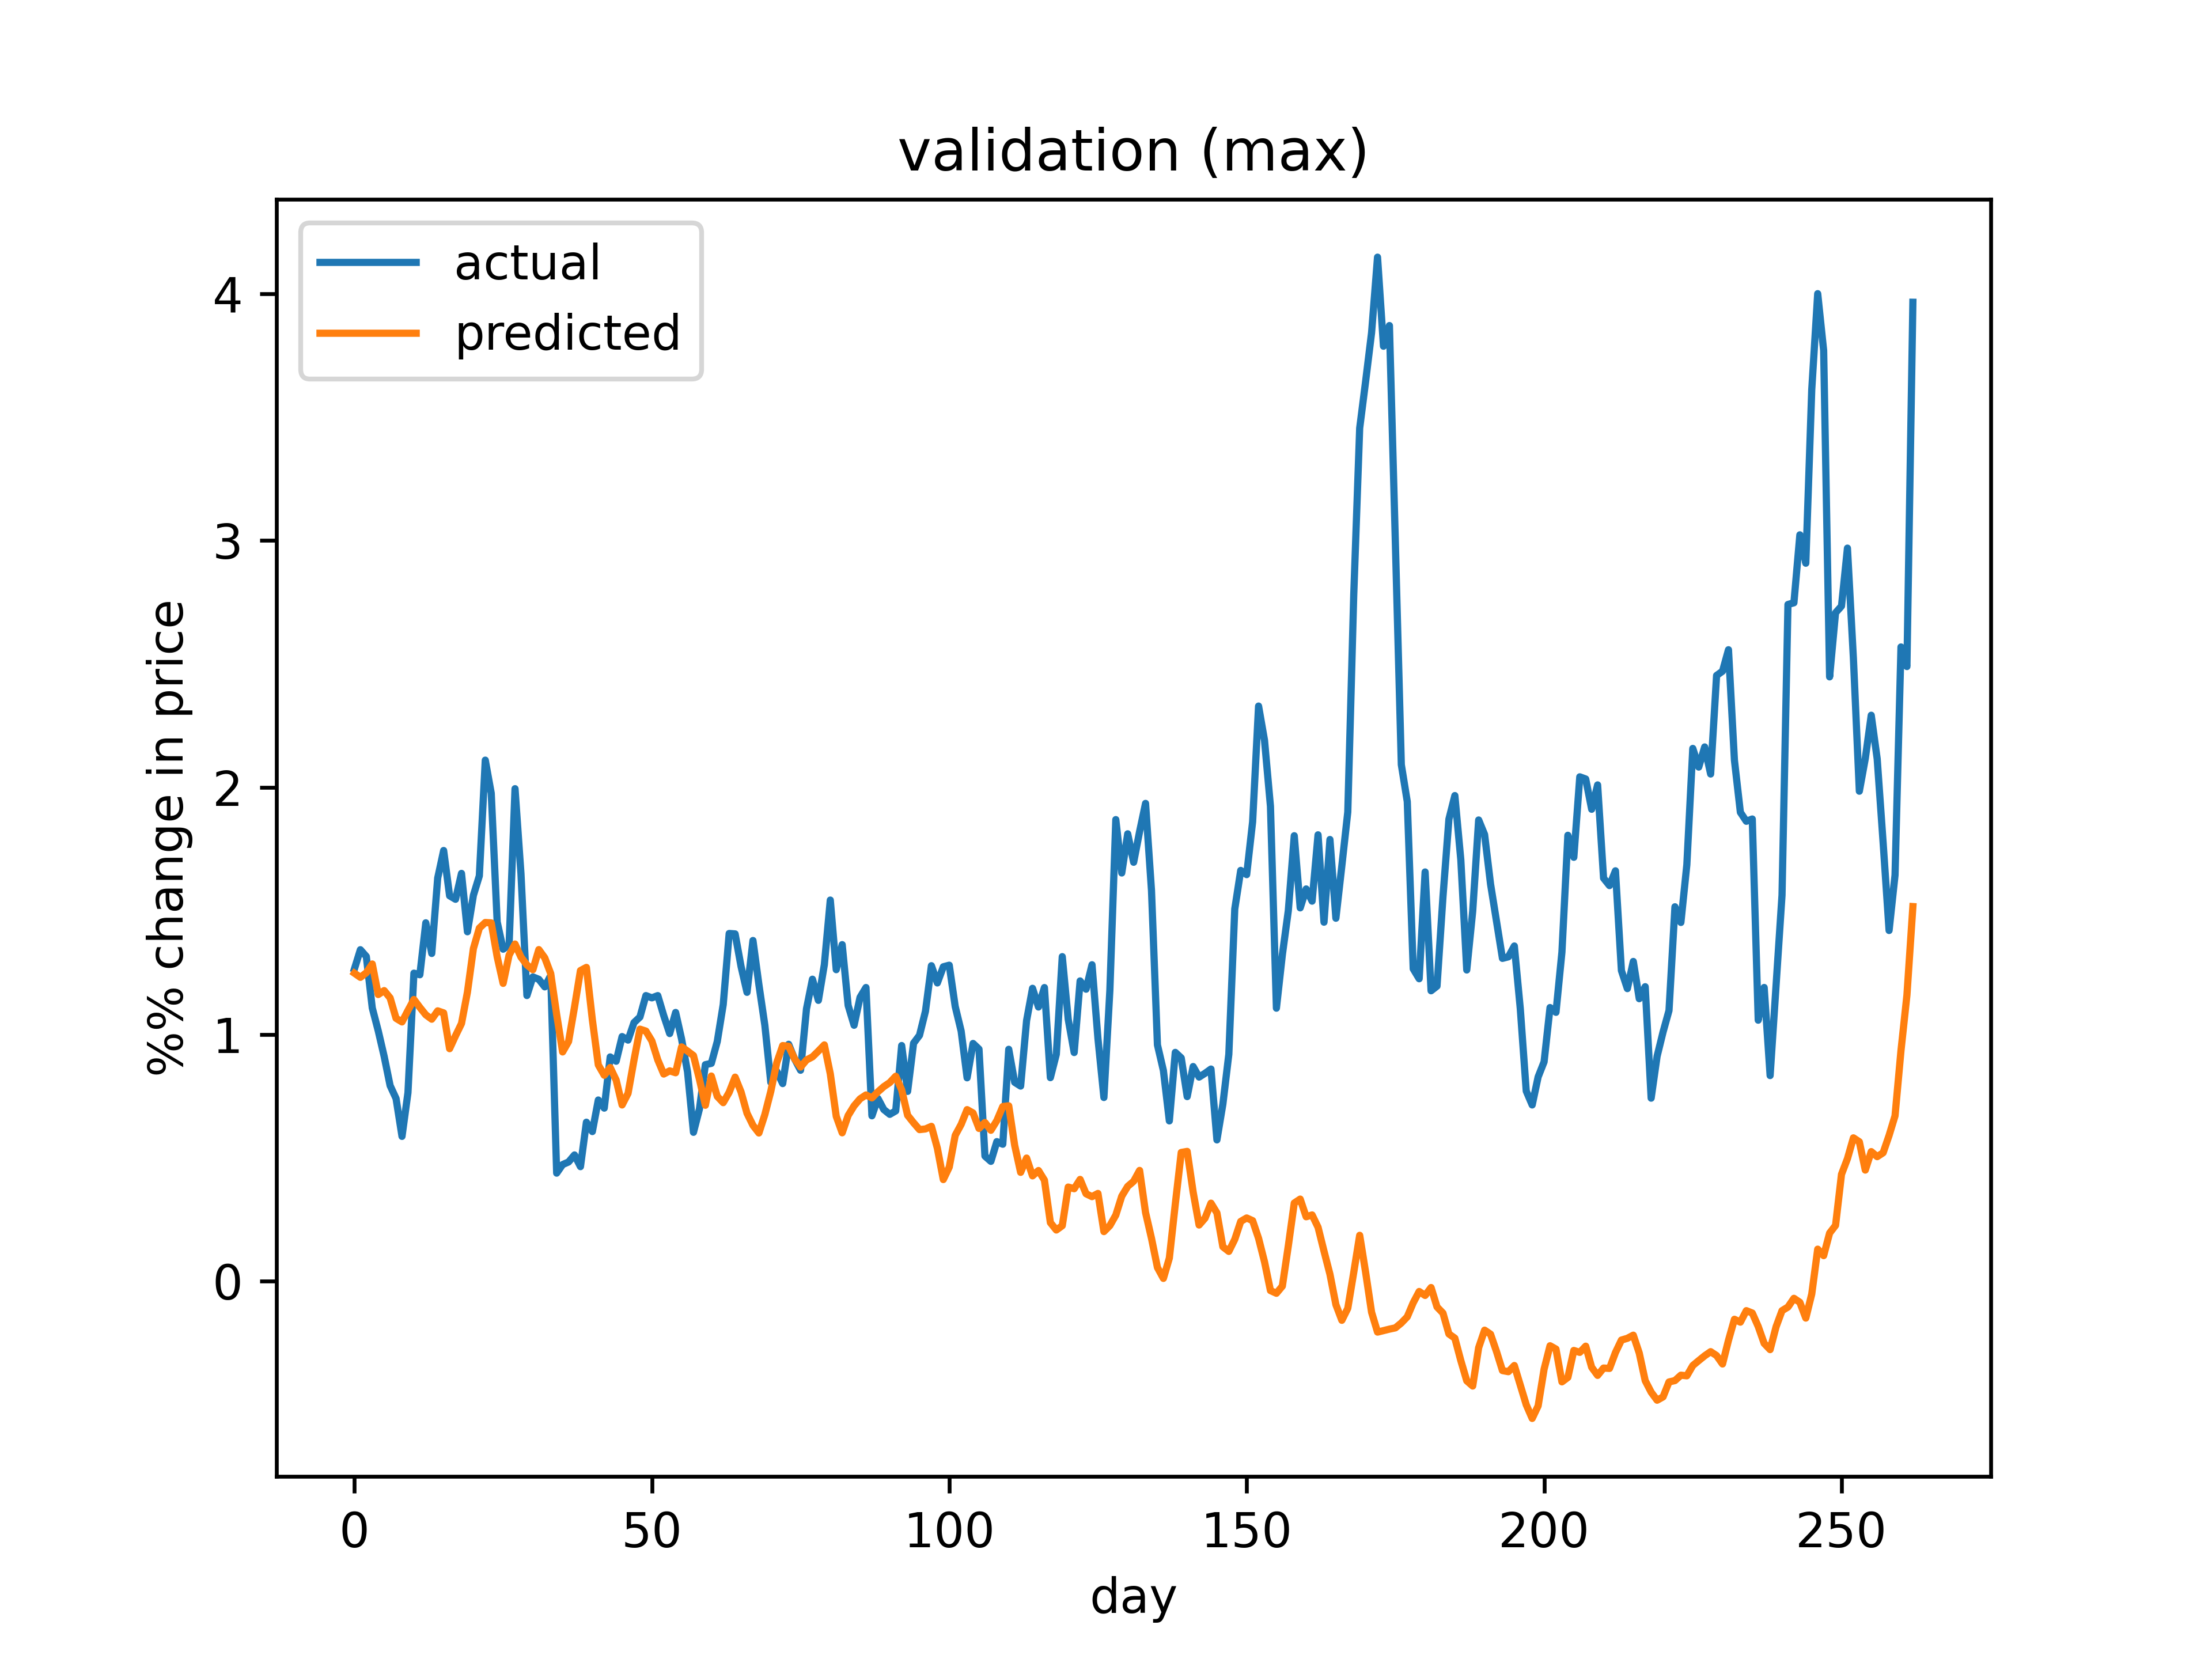 validation (max)
actual
predicted
4
3
2
1
0
%% change in price
0 50 100 150 200 250
day